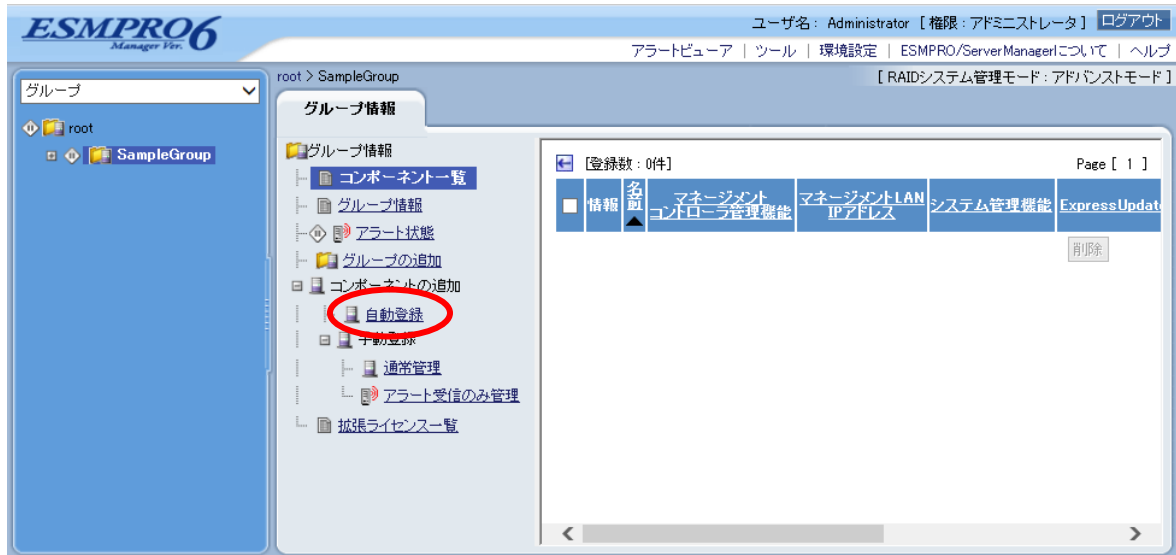 ESMPRO6
Manager Ver.
ユーザ名： Administrator [ 権限：アドミニストレータ ] ログアウト
アラートビューア | ツール | 環境設定 | ESMPRO/ServerManagerについて | ヘルプ
グループ
root
SampleGroup
root > SampleGroup
[ RAIDシステム管理モード：アドバンストモード ]
グループ情報
グループ情報
コンポーネント一覧
グループ情報
アラート状態
グループの追加
コンポーネントの追加
自動登録
手動登録
通常管理
アラート受信のみ管理
拡張ライセンス一覧
[登録数：0件]
Page [ 1 ]
情報 名前 マネージメントコントローラ管理機能 マネージメントLAN IPアドレス システム管理機能 ExpressUpdate
削除